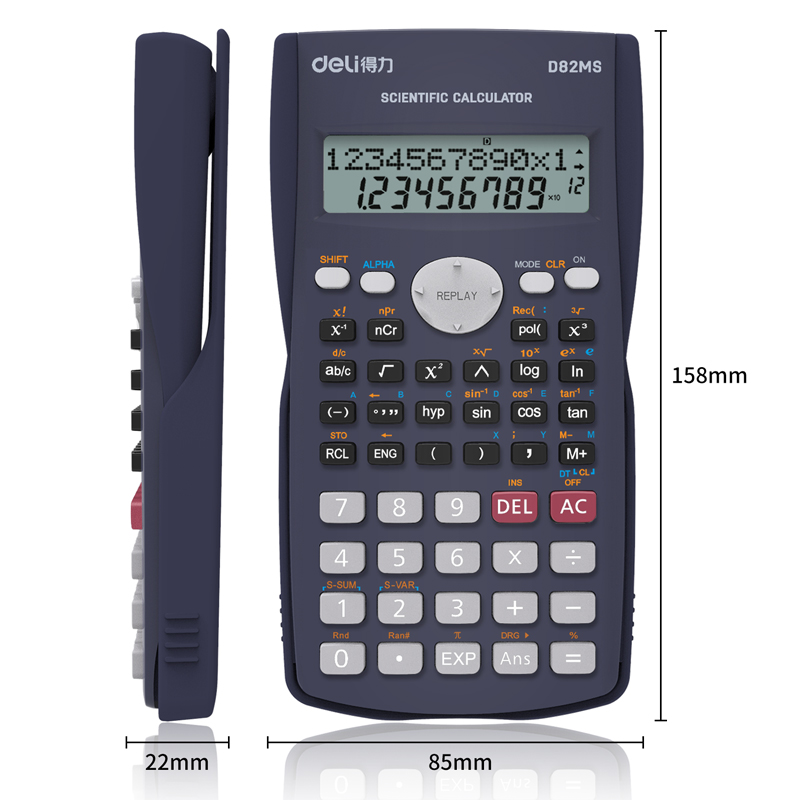 deli得力 D82MS
SCIENTIFIC CALCULATOR
D
1234567890x1
1.23456789 ×10 12
SHIFT ALPHA MODE CLR ON
REPLAY
x! nPr Rec( : ³√
x⁻¹ nCr pol( x³
d/c ˣ√ 10ˣ eˣ e
ab/c √ x² ^ log ln
A ← B C sin⁻¹ D cos⁻¹ E tan⁻¹ F
(−) °,,, hyp sin cos tan
STO ← X ; Y M− M
RCL ENG ( ) , M+
INS DT CL OFF
7 8 9 DEL AC
4 5 6 × ÷
S-SUM S-VAR
1 2 3 + −
Rnd Ran# π DRG ▶ %
0 · EXP Ans =
158mm
22mm
85mm